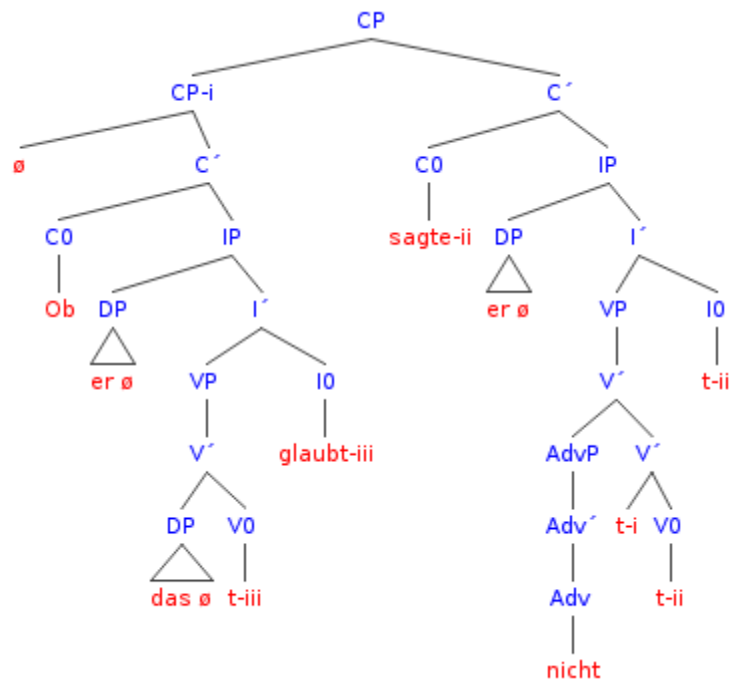 CP
CP-i C´
ø C´ C0 IP
C0 IP sagte-ii DP I´
Ob DP I´ er ø VP I0
er ø VP I0 V´ t-ii
V´ glaubt-iii AdvP V´
DP V0 Adv´ t-i V0
das ø t-iii Adv t-ii
nicht